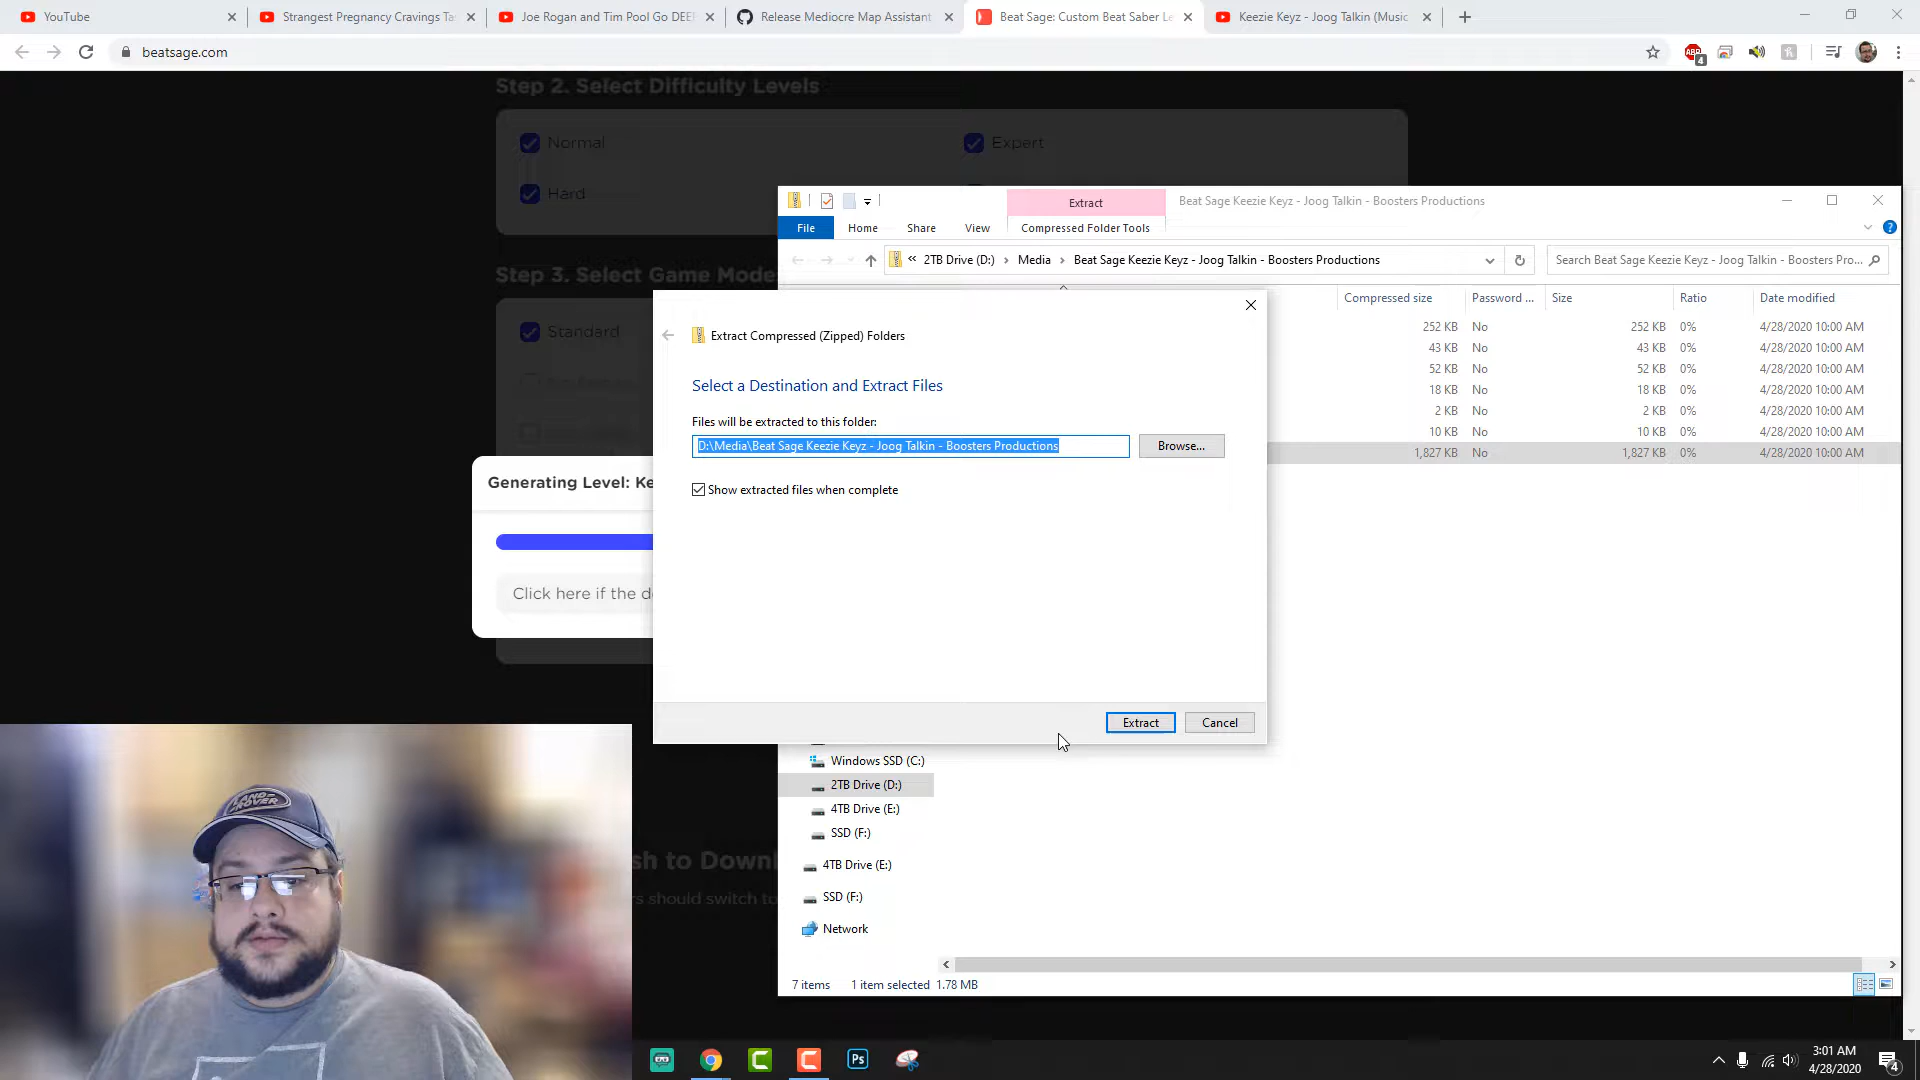 YouTube
Strangest Pregnancy Cravings Ta
Joe Rogan and Tim Pool Go DEE
Release Mediocre Map Assistant
Beat Sage: Custom Beat Saber Le
Keezie Keyz - Joog Talkin (Music
beatsage.com
ABP
4
Step 2. Select Difficulty Levels
Normal
Expert
Hard
Step 3. Select Game Mode
Standard
Generating Level: Ke
Click here if the d
sh to Downl
rs should switch to
Extract
Beat Sage Keezie Keyz - Joog Talkin - Boosters Productions
File
Home
Share
View
Compressed Folder Tools
« 2TB Drive (D:) › Media › Beat Sage Keezie Keyz - Joog Talkin - Boosters Productions
Search Beat Sage Keezie Keyz - Joog Talkin - Boosters Pro...
Compressed size
Password ...
Size
Ratio
Date modified
252 KB No 252 KB 0% 4/28/2020 10:00 AM
43 KB No 43 KB 0% 4/28/2020 10:00 AM
52 KB No 52 KB 0% 4/28/2020 10:00 AM
18 KB No 18 KB 0% 4/28/2020 10:00 AM
2 KB No 2 KB 0% 4/28/2020 10:00 AM
10 KB No 10 KB 0% 4/28/2020 10:00 AM
1,827 KB No 1,827 KB 0% 4/28/2020 10:00 AM
Extract Compressed (Zipped) Folders
Select a Destination and Extract Files
Files will be extracted to this folder:
D:\Media\Beat Sage Keezie Keyz - Joog Talkin - Boosters Productions
Browse...
Show extracted files when complete
Extract
Cancel
Windows SSD (C:)
2TB Drive (D:)
4TB Drive (E:)
SSD (F:)
4TB Drive (E:)
SSD (F:)
Network
7 items
1 item selected 1.78 MB
LAND
ROVER
Ps
3:01 AM
4/28/2020
4